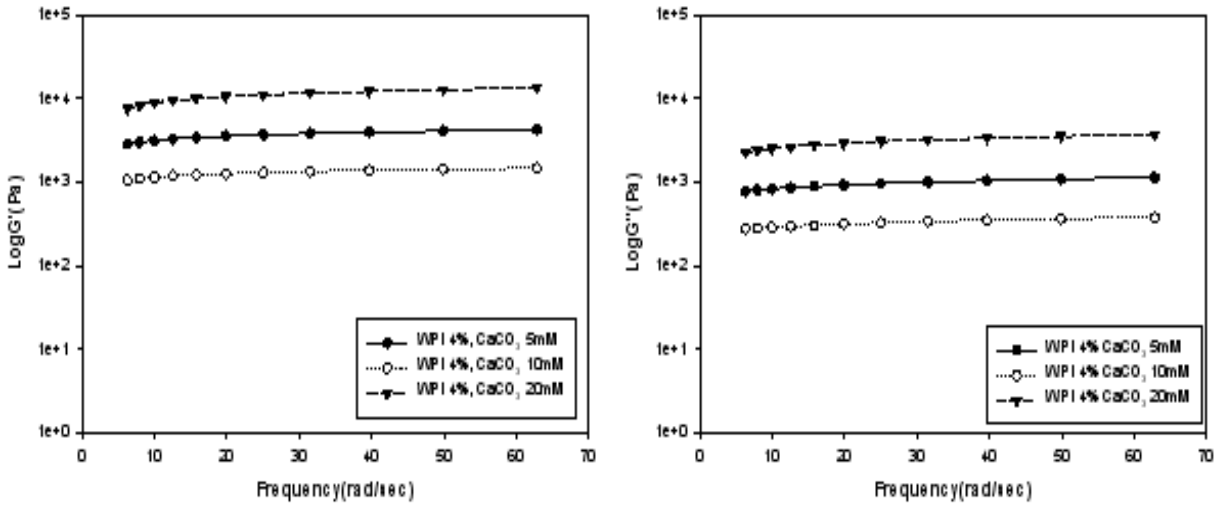 1e+5
1e+4
1e+3
1e+2
1e+1
1e+0
LogG'(Pa)
WPI 4%, CaCO₃ 5mM
WPI 4%, CaCO₃ 10mM
WPI 4%, CaCO₃ 20mM
0 10 20 30 40 50 60 70
Frequency(rad/sec)
1e+5
1e+4
1e+3
1e+2
1e+1
1e+0
LogG''(Pa)
WPI 4% CaCO₃ 5mM
WPI 4% CaCO₃ 10mM
WPI 4% CaCO₃ 20mM
0 10 20 30 40 50 60 70
Frequency(rad/sec)